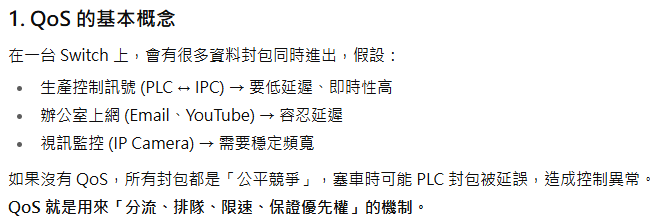 1. QoS 的基本概念
在一台 Switch 上，會有很多資料封包同時進出，假設：
• 生產控制訊號 (PLC ↔ IPC) → 要低延遲、即時性高
• 辦公室上網 (Email、YouTube) → 容忍延遲
• 視訊監控 (IP Camera) → 需要穩定頻寬
如果沒有 QoS，所有封包都是「公平競爭」，塞車時可能 PLC 封包被延誤，造成控制異常。
QoS 就是用來「分流、排隊、限速、保證優先權」的機制。